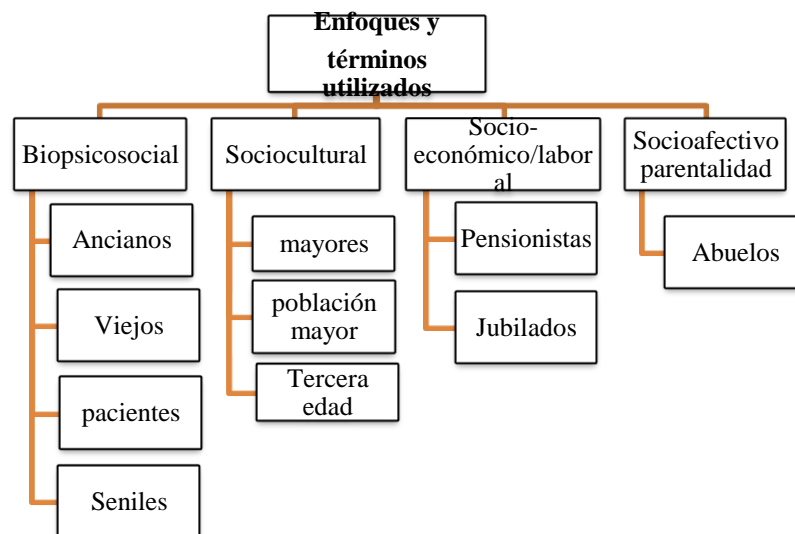 Enfoques y
términos
utilizados
Biopsicosocial
Ancianos
Viejos
pacientes
Seniles
Sociocultural
mayores
población
mayor
Tercera
edad
Socio-
económico/labor
al
Pensionistas
Jubilados
Socioafectivo
parentalidad
Abuelos